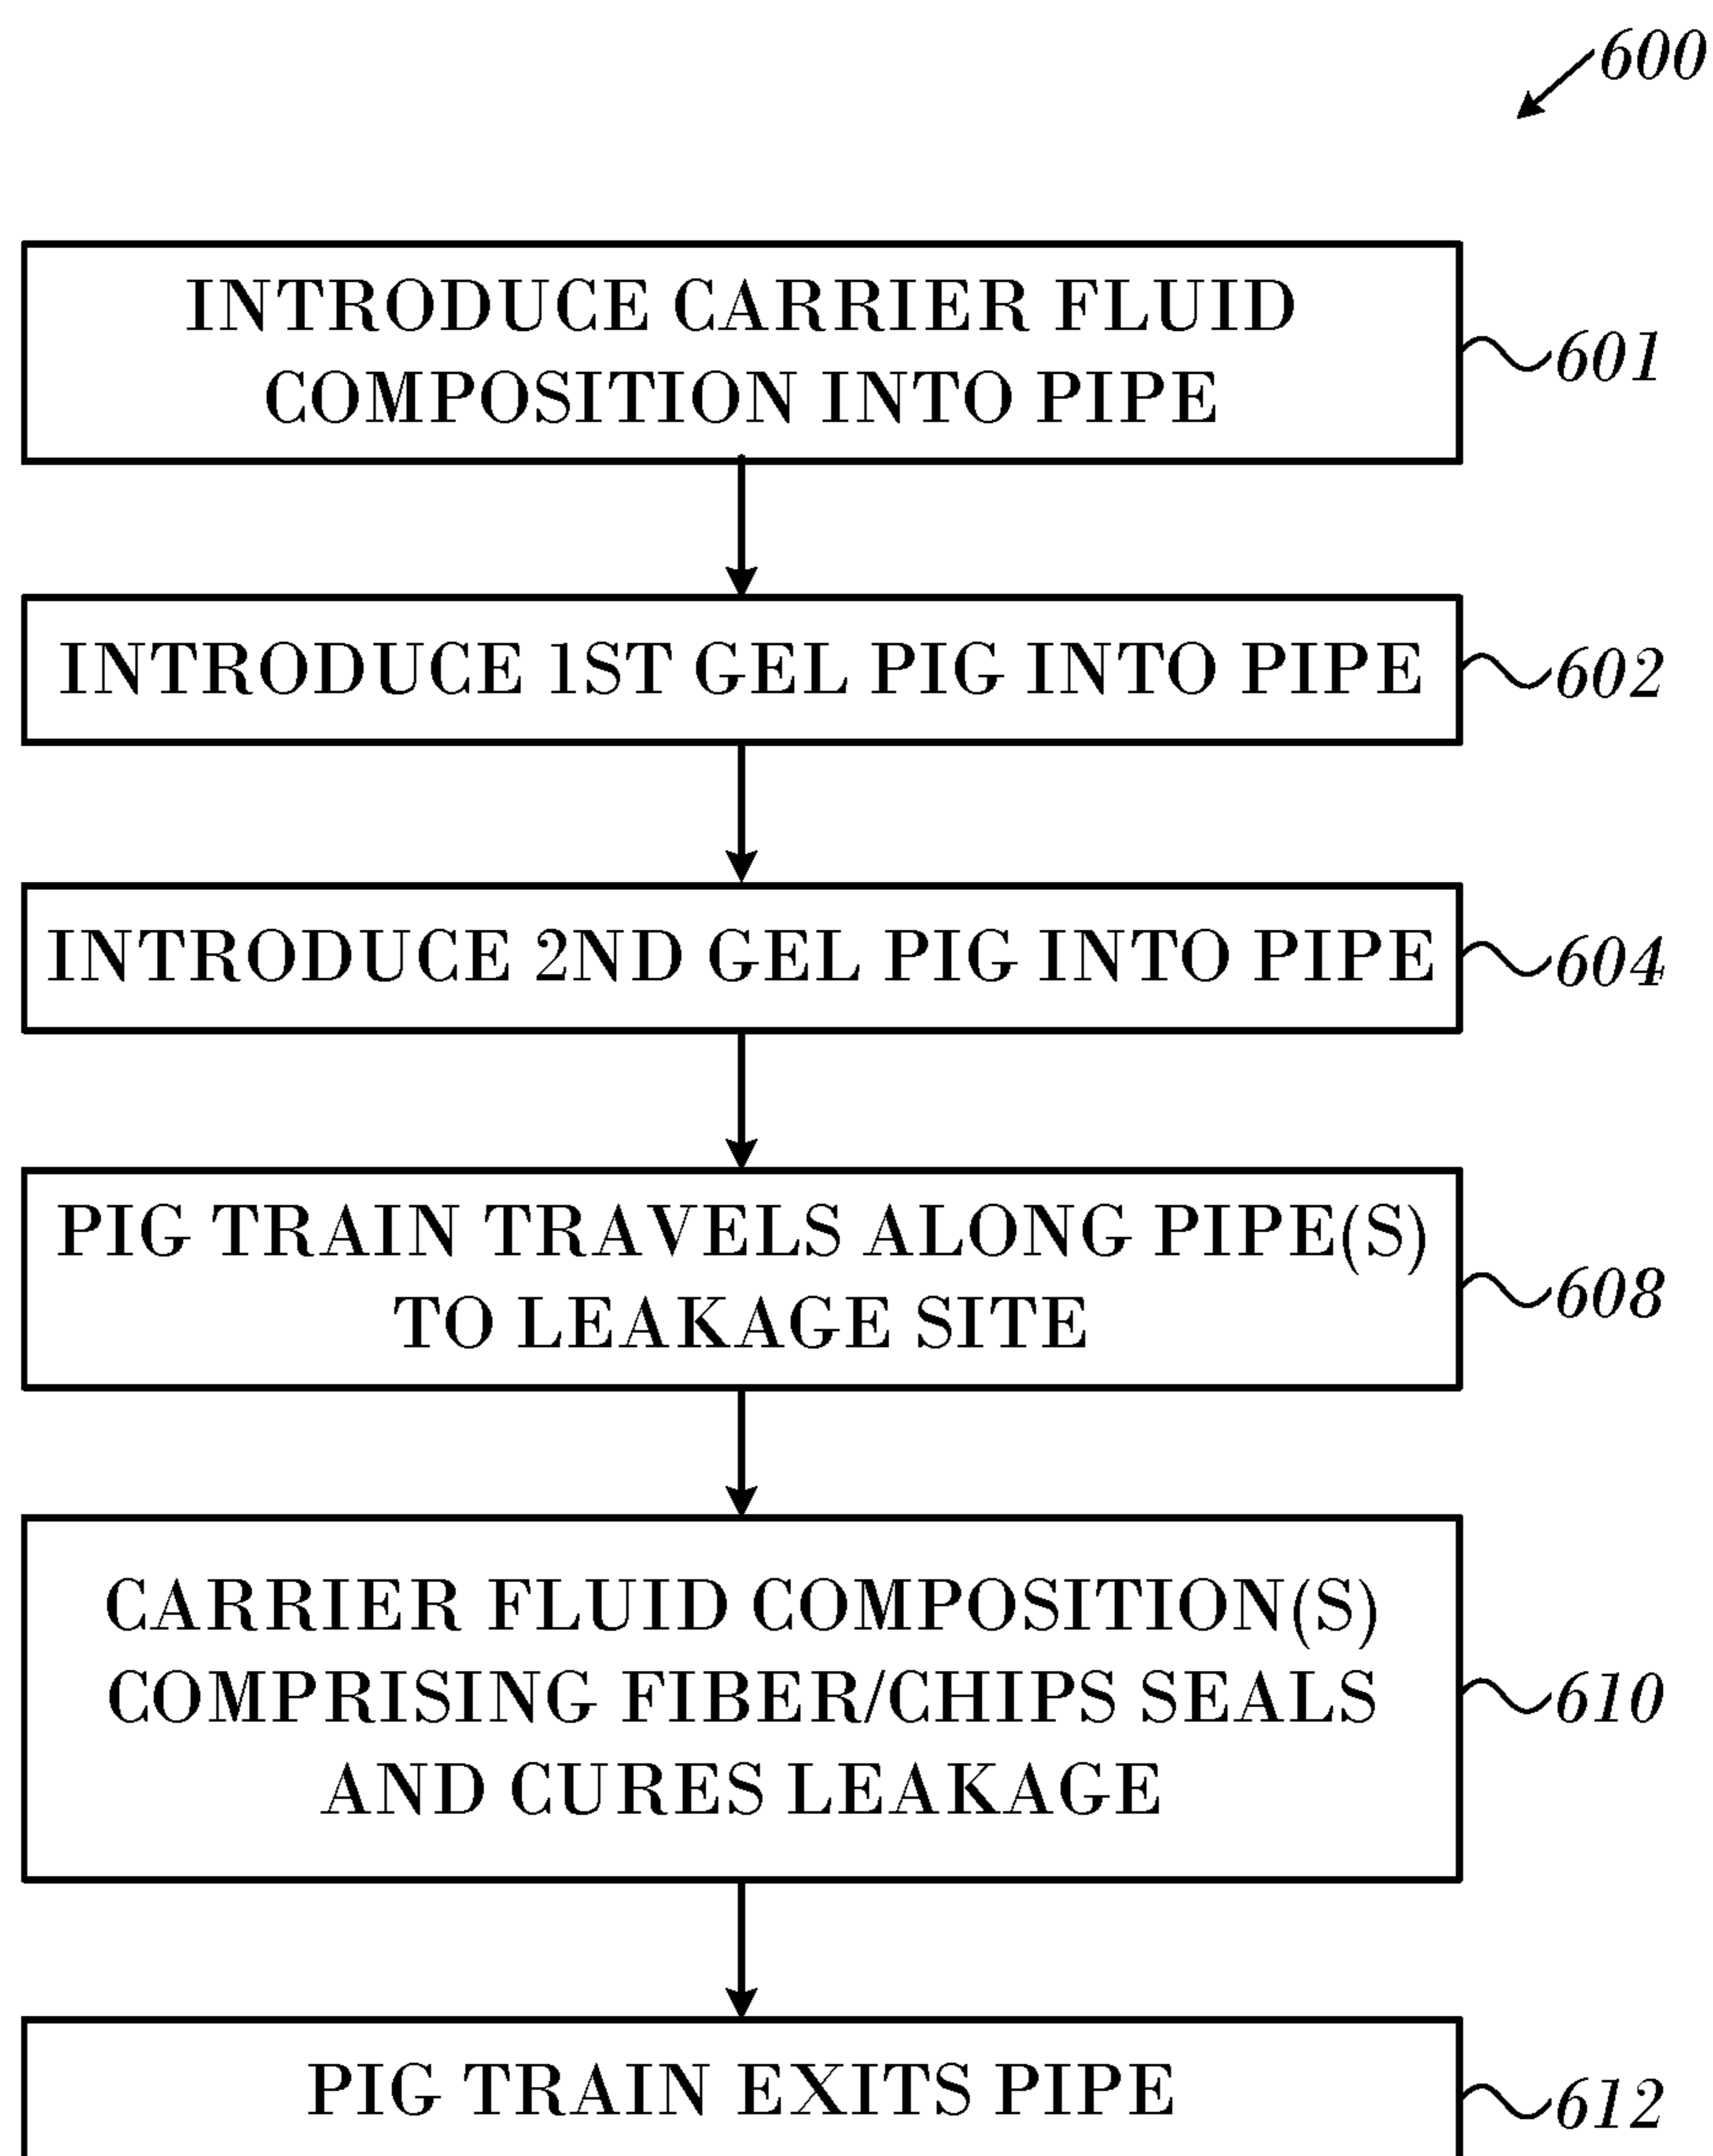 600
INTRODUCE CARRIER FLUID
COMPOSITION INTO PIPE
601
INTRODUCE 1ST GEL PIG INTO PIPE
602
INTRODUCE 2ND GEL PIG INTO PIPE
604
PIG TRAIN TRAVELS ALONG PIPE(S)
TO LEAKAGE SITE
608
CARRIER FLUID COMPOSITION(S)
COMPRISING FIBER/CHIPS SEALS
AND CURES LEAKAGE
610
PIG TRAIN EXITS PIPE
612